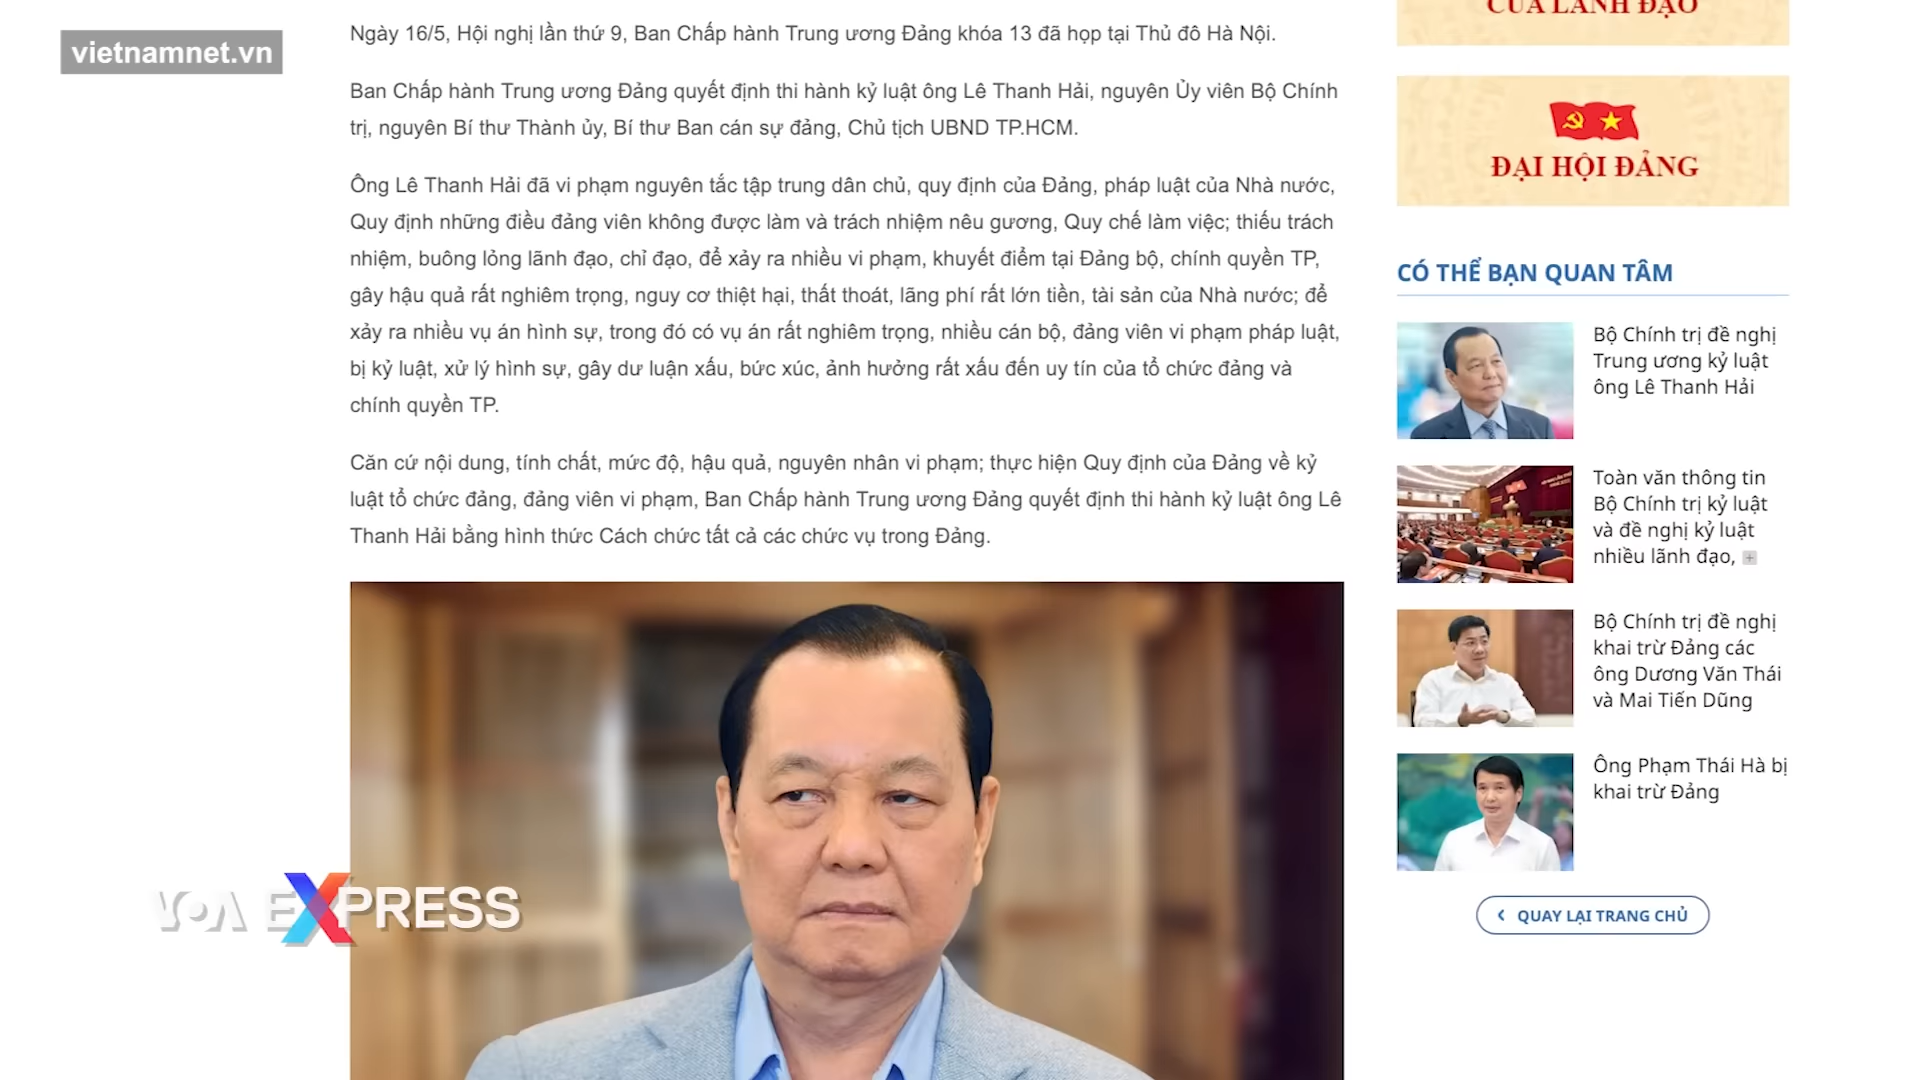 vietnamnet.vn
Ngày 16/5, Hội nghị lần thứ 9, Ban Chấp hành Trung ương Đảng khóa 13 đã họp tại Thủ đô Hà Nội.
Ban Chấp hành Trung ương Đảng quyết định thi hành kỷ luật ông Lê Thanh Hải, nguyên Ủy viên Bộ Chính
trị, nguyên Bí thư Thành ủy, Bí thư Ban cán sự đảng, Chủ tịch UBND TP.HCM.
Ông Lê Thanh Hải đã vi phạm nguyên tắc tập trung dân chủ, quy định của Đảng, pháp luật của Nhà nước,
Quy định những điều đảng viên không được làm và trách nhiệm nêu gương, Quy chế làm việc; thiếu trách
nhiệm, buông lỏng lãnh đạo, chỉ đạo, để xảy ra nhiều vi phạm, khuyết điểm tại Đảng bộ, chính quyền TP,
gây hậu quả rất nghiêm trọng, nguy cơ thiệt hại, thất thoát, lãng phí rất lớn tiền, tài sản của Nhà nước; để
xảy ra nhiều vụ án hình sự, trong đó có vụ án rất nghiêm trọng, nhiều cán bộ, đảng viên vi phạm pháp luật,
bị kỷ luật, xử lý hình sự, gây dư luận xấu, bức xúc, ảnh hưởng rất xấu đến uy tín của tổ chức đảng và
chính quyền TP.
Căn cứ nội dung, tính chất, mức độ, hậu quả, nguyên nhân vi phạm; thực hiện Quy định của Đảng về kỷ
luật tổ chức đảng, đảng viên vi phạm, Ban Chấp hành Trung ương Đảng quyết định thi hành kỷ luật ông Lê
Thanh Hải bằng hình thức Cách chức tất cả các chức vụ trong Đảng.
VOA EXPRESS
CỦA LÃNH ĐẠO
ĐẠI HỘI ĐẢNG
CÓ THỂ BẠN QUAN TÂM
Bộ Chính trị đề nghị
Trung ương kỷ luật
ông Lê Thanh Hải
Toàn văn thông tin
Bộ Chính trị kỷ luật
và đề nghị kỷ luật
nhiều lãnh đạo,
Bộ Chính trị đề nghị
khai trừ Đảng các
ông Dương Văn Thái
và Mai Tiến Dũng
Ông Phạm Thái Hà bị
khai trừ Đảng
QUAY LẠI TRANG CHỦ